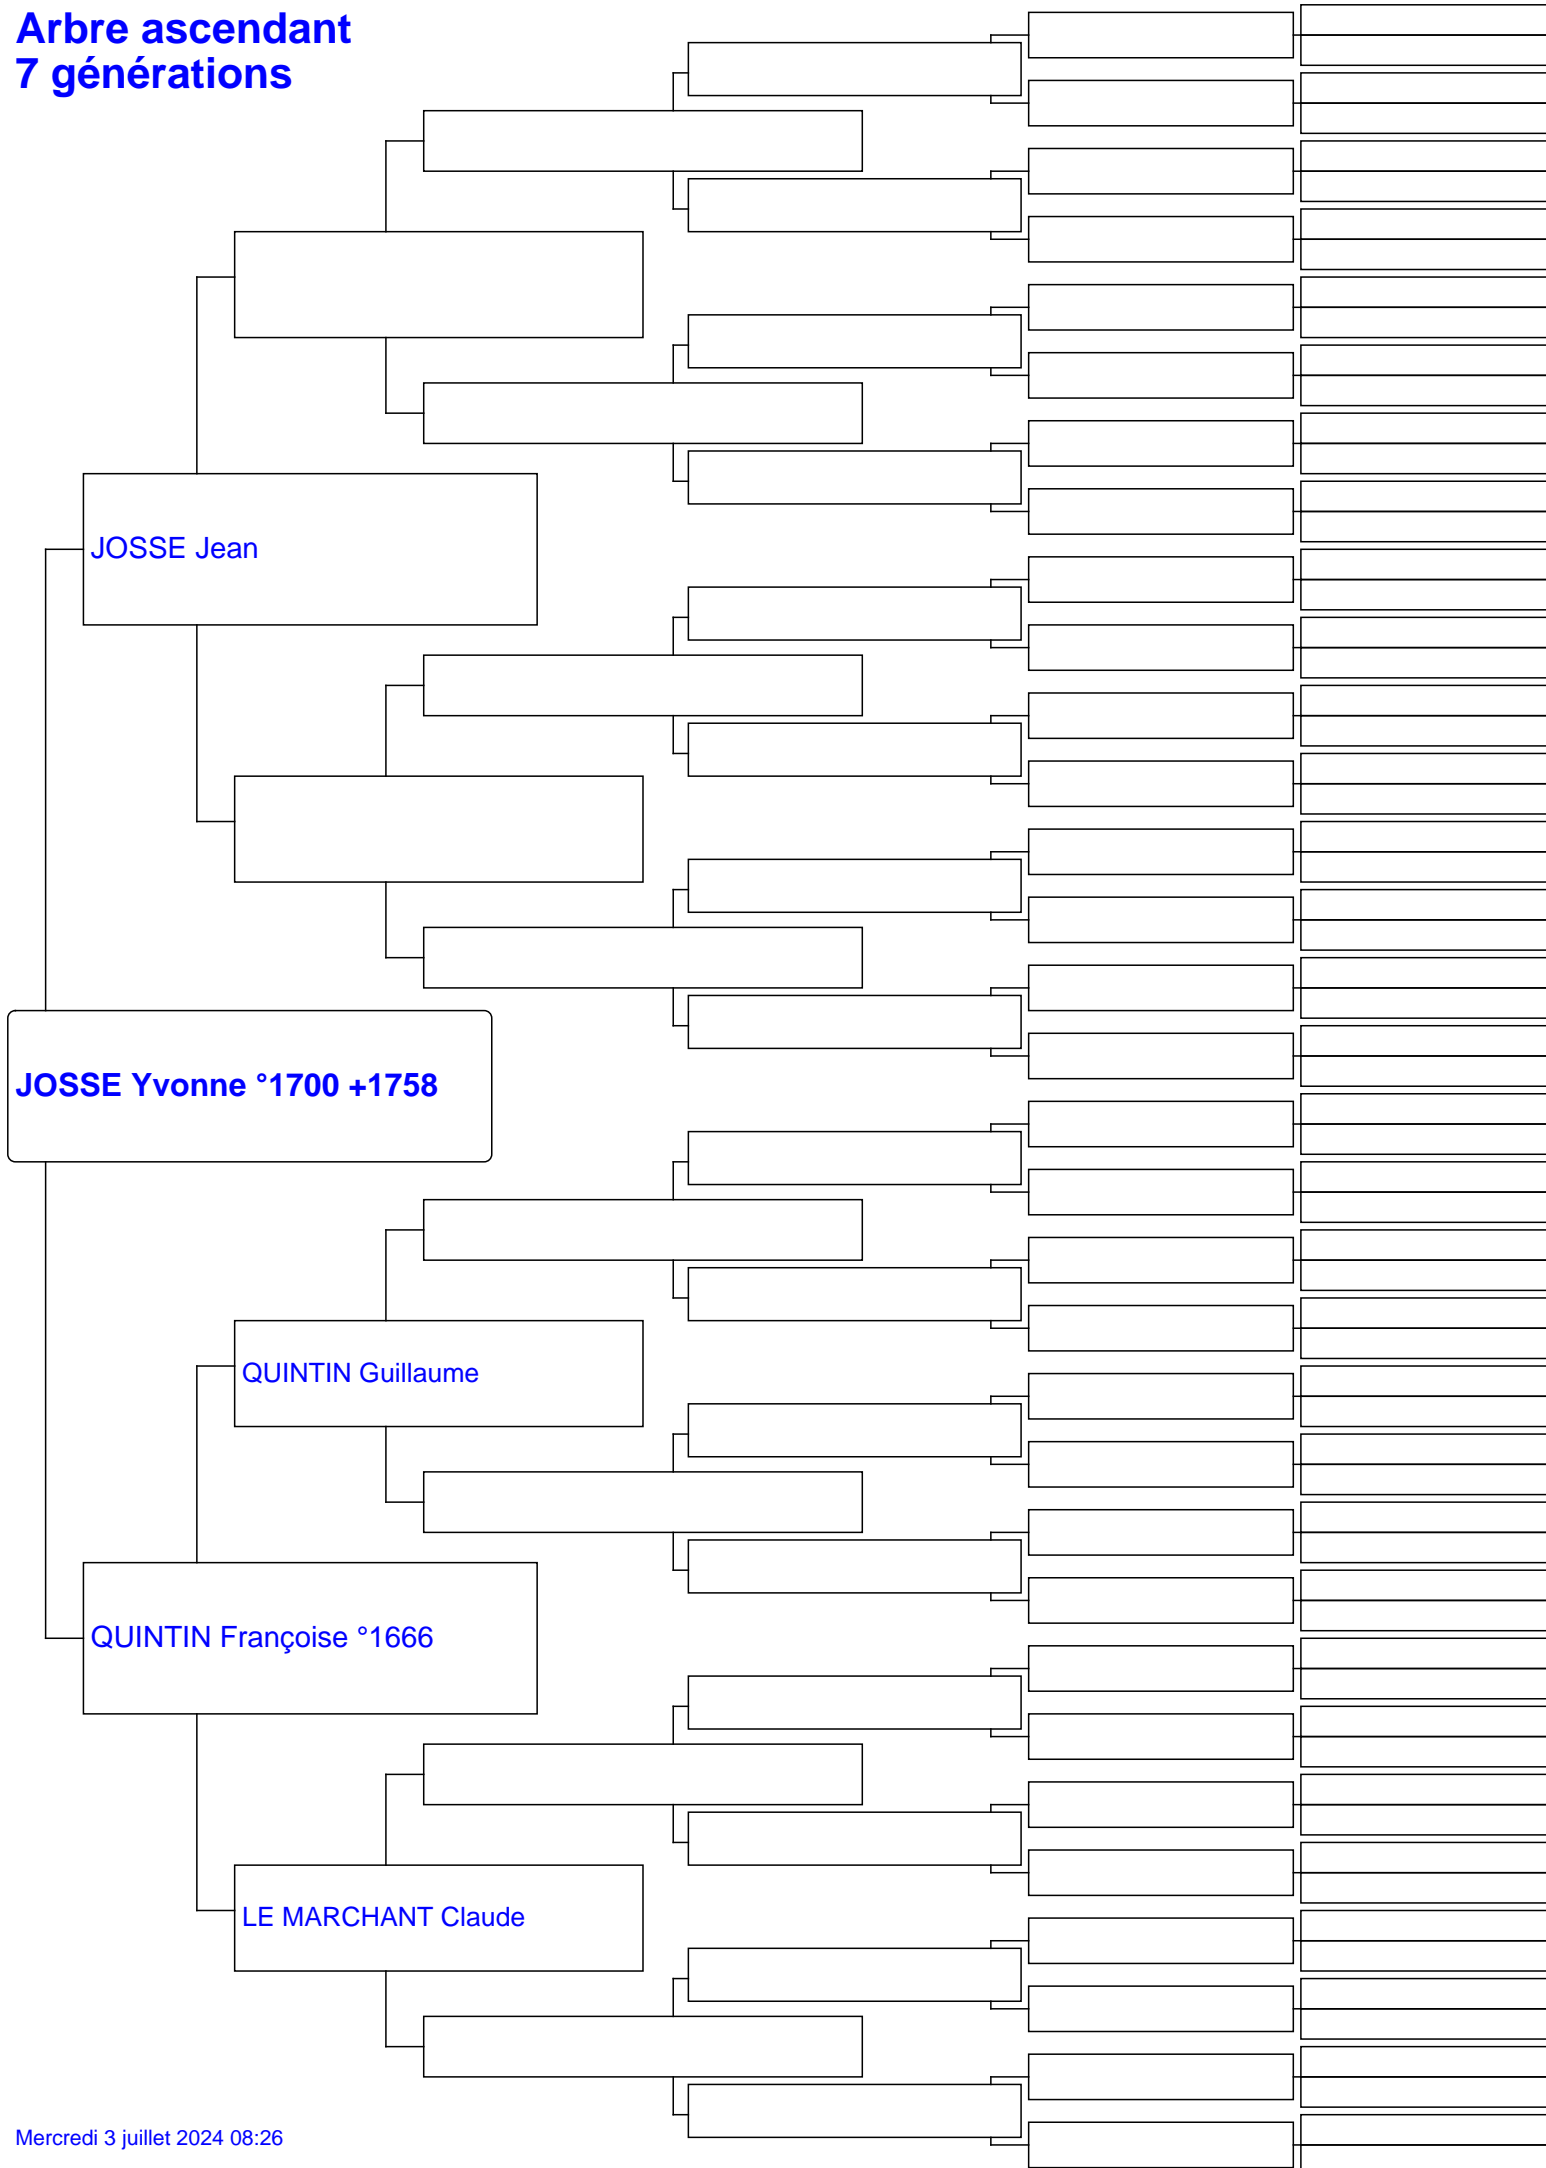 Arbre ascendant
7 générations
JOSSE Jean
JOSSE Yvonne °1700 +1758
QUINTIN Guillaume
QUINTIN Françoise °1666
LE MARCHANT Claude
Mercredi 3 juillet 2024 08:26